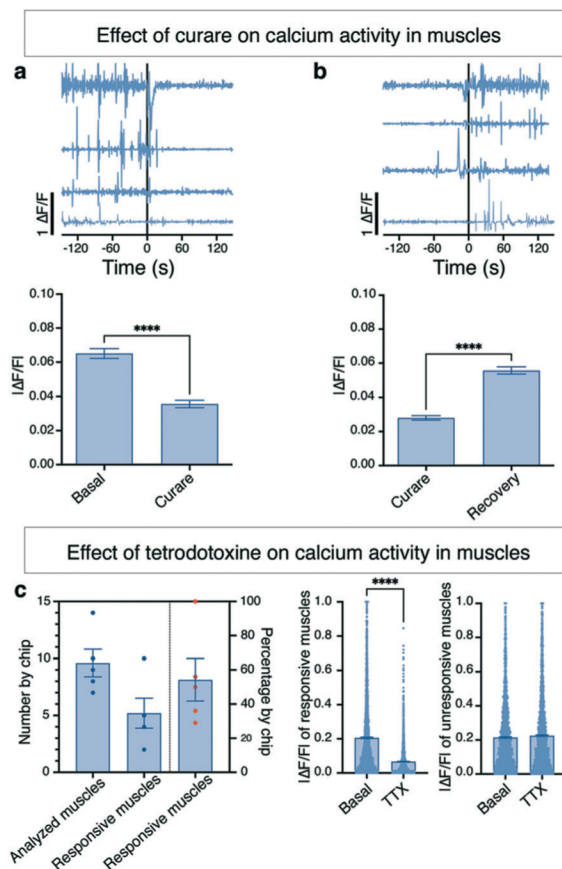 Effect of curare on calcium activity in muscles
a
b
1 ΔF/F
1 ΔF/F
-120 -60 0 60 120
-120 -60 0 60 120
Time (s)
Time (s)
0.10
0.08
0.06
0.04
0.02
0.00
|ΔF/F|
****
Basal
Curare
0.10
0.08
0.06
0.04
0.02
0.00
|ΔF/F|
****
Curare
Recovery
Effect of tetrodotoxine on calcium activity in muscles
c
15
10
5
0
Number by chip
100
80
60
40
20
0
Percentage by chip
Analyzed muscles
Responsive muscles
Responsive muscles
|ΔF/F| of responsive muscles
1.0
0.8
0.6
0.4
0.2
0.0
****
Basal
TTX
|ΔF/F| of unresponsive muscles
1.0
0.8
0.6
0.4
0.2
0.0
Basal
TTX